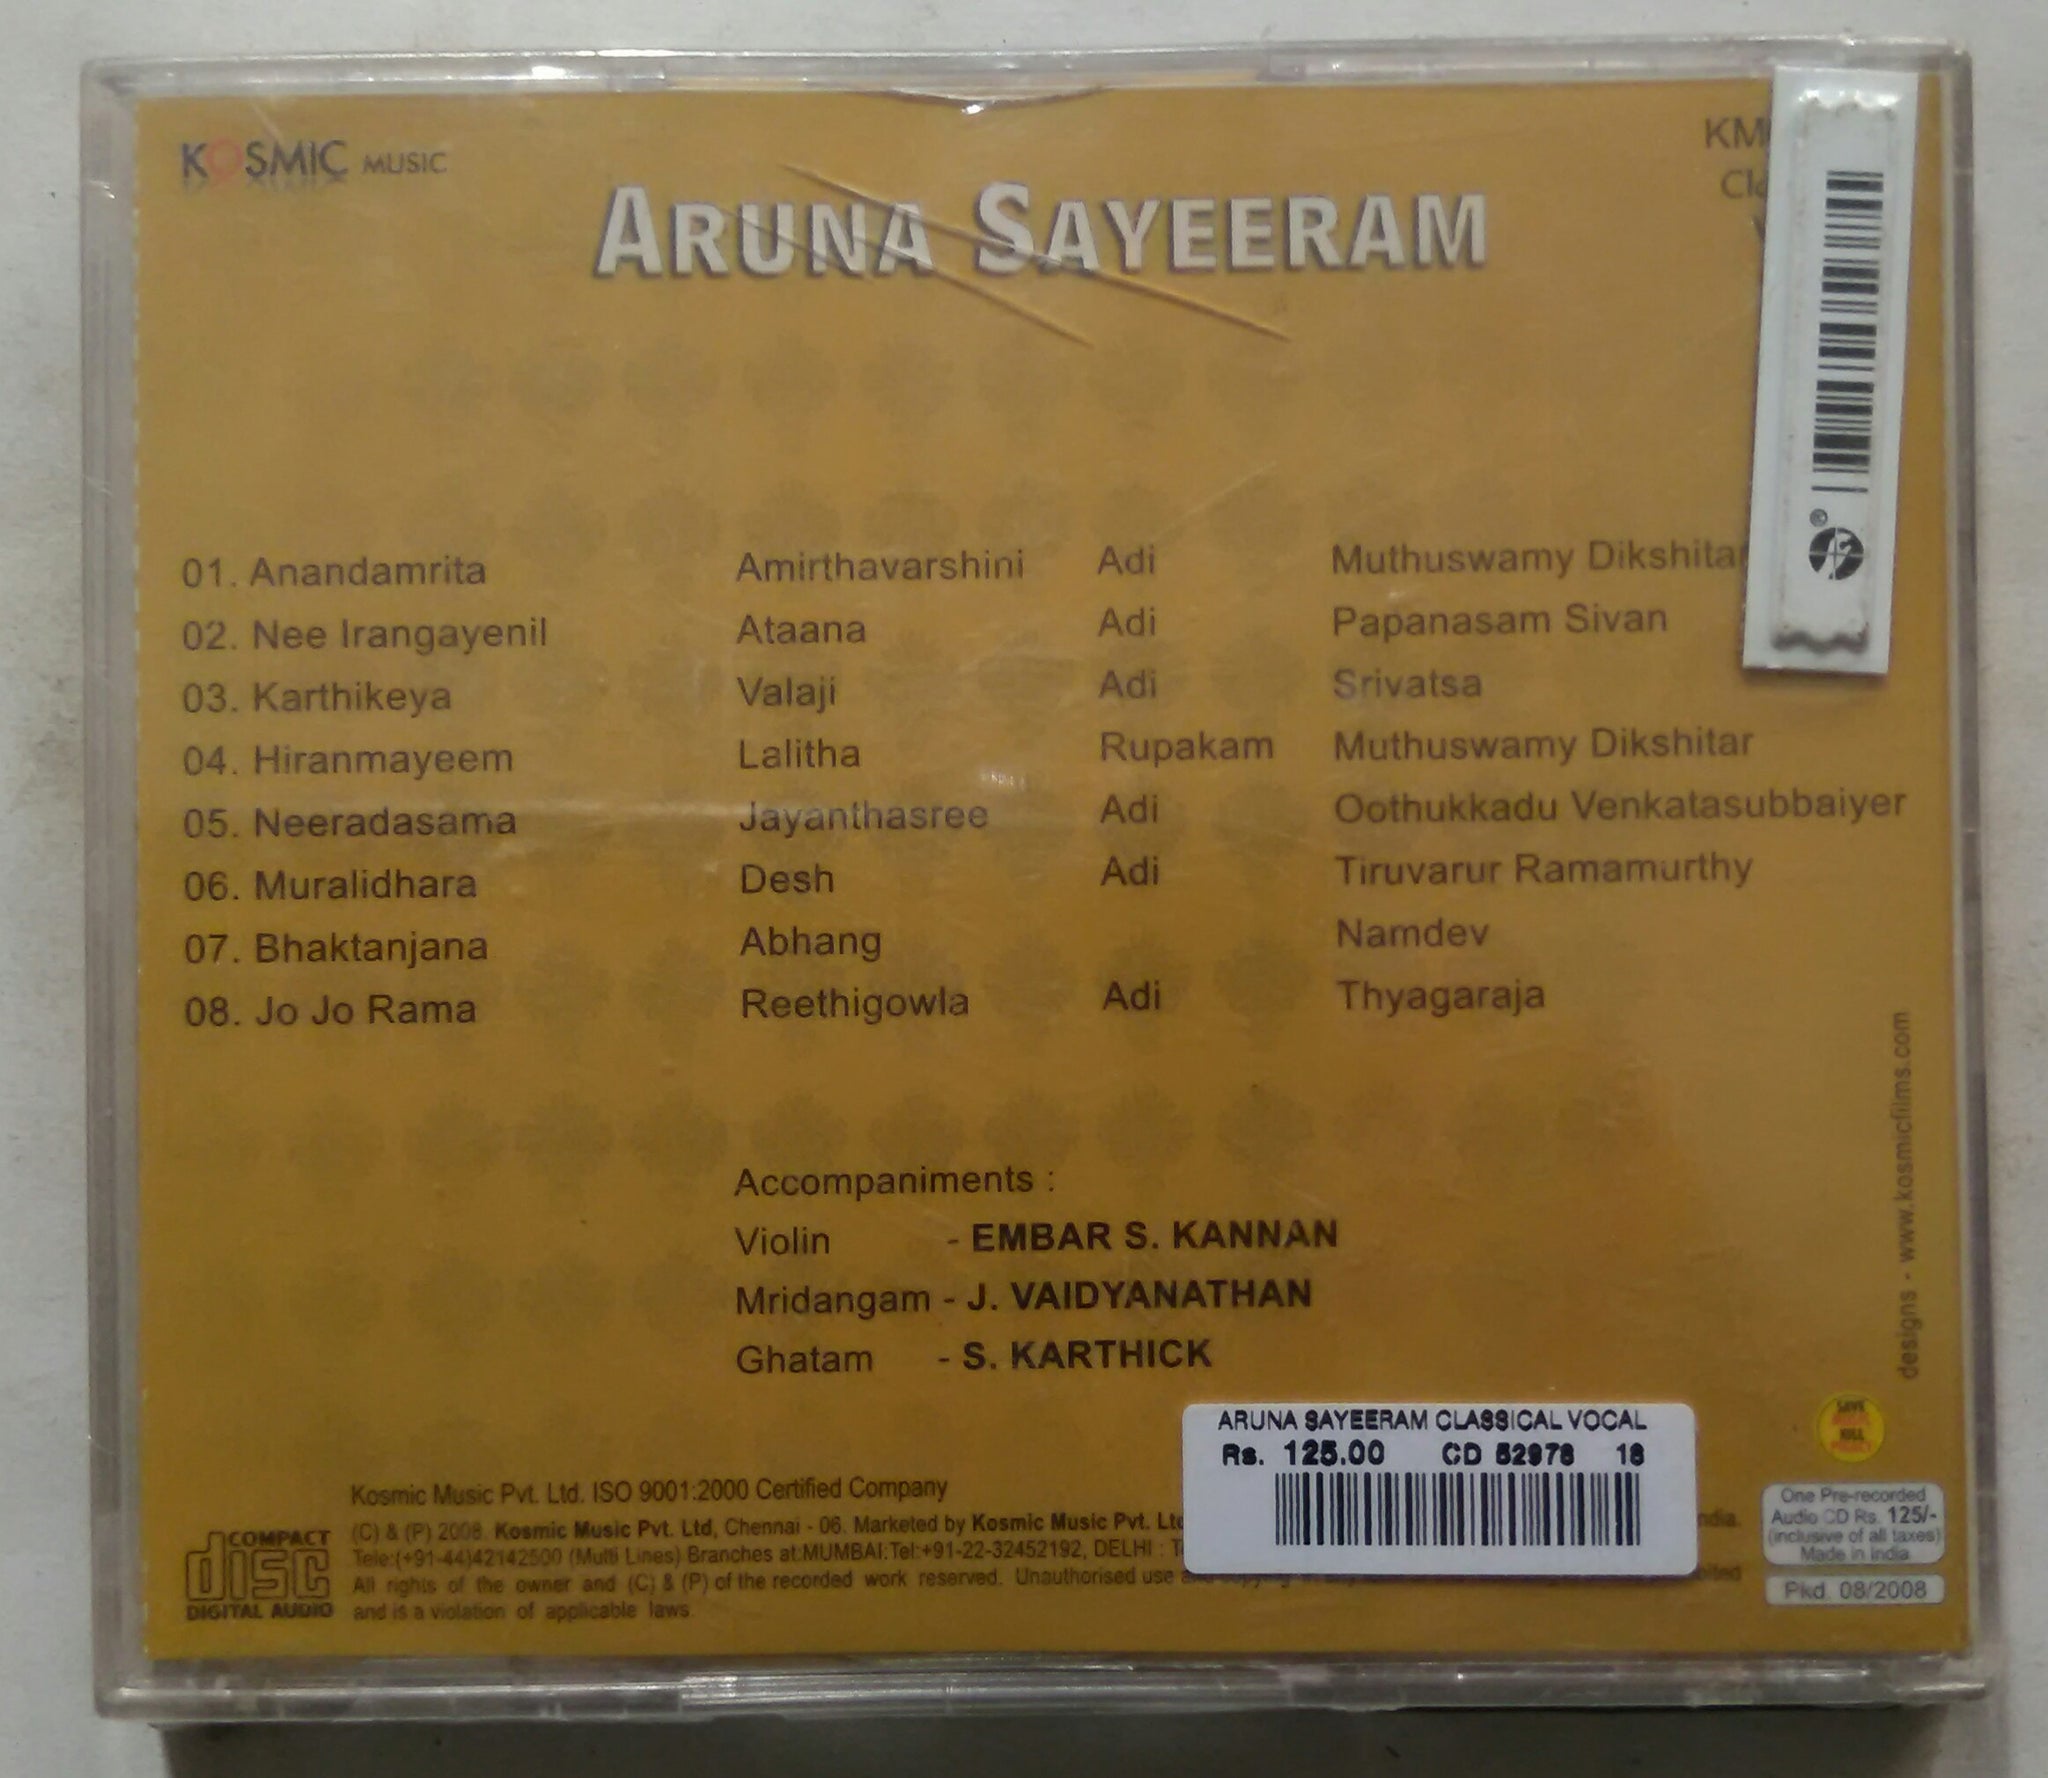 KOSMIC MUSIC
ARUNA SAYEERAM
01. Anandamrita Amirthavarshini Adi Muthuswamy Dikshitar
02. Nee Irangayenil Ataana Adi Papanasam Sivan
03. Karthikeya Valaji Adi Srivatsa
04. Hiranmayeem Lalitha Rupakam Muthuswamy Dikshitar
05. Neeradasama Jayanthasree Adi Oothukkadu Venkatasubbaiyer
06. Muralidhara Desh Adi Tiruvarur Ramamurthy
07. Bhaktanjana Abhang Namdev
08. Jo Jo Rama Reethigowla Adi Thyagaraja
Accompaniments :
Violin - EMBAR S. KANNAN
Mridangam - J. VAIDYANATHAN
Ghatam - S. KARTHICK
designs - www.kosmicfilms.com
ARUNA SAYEERAM CLASSICAL VOCAL
Rs. 125.00 CD 52978 18
SAVE
MUSIC
KILL
PIRACY
Kosmic Music Pvt. Ltd. ISO 9001:2000 Certified Company
(C) & (P) 2008. Kosmic Music Pvt. Ltd, Chennai - 06. Marketed by Kosmic Music Pvt.
Tele:(+91-44)42142500 (Multi Lines) Branches at:MUMBAI:Tel:+91-22-32452192, DELHI :
All rights of the owner and (C) & (P) of the recorded work reserved. Unauthorised use
and is a violation of applicable laws.
COMPACT
disc
DIGITAL AUDIO
One Pre-recorded
Audio CD Rs. 125/-
(inclusive of all taxes)
Made in India
Pkd. 08/2008